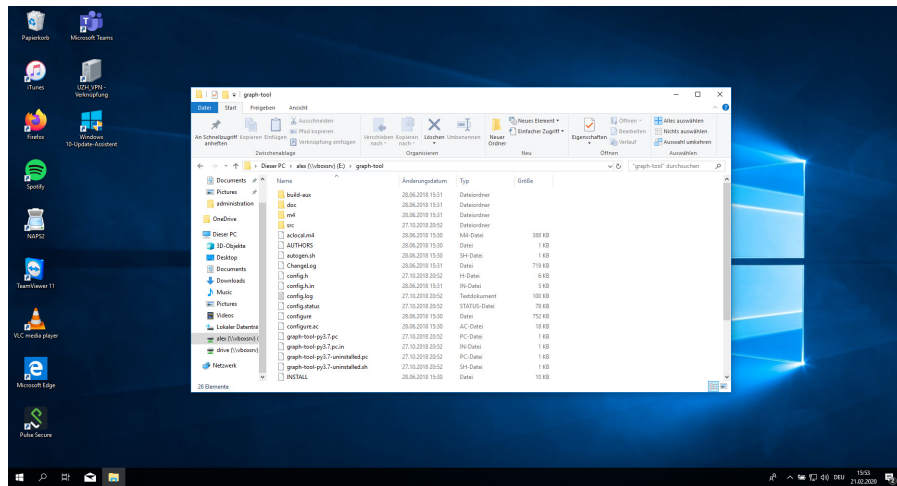 Papierkorb
Microsoft Teams
iTunes
UZH_VPN -
Verknüpfung
Firefox
Windows
10-Update-Assistent
Spotify
NAPS2
TeamViewer 11
VLC media player
Microsoft Edge
Pulse Secure
graph-tool
Datei Start Freigeben Ansicht
An Schnellzugriff
anheften
Kopieren
Einfügen
Ausschneiden
Pfad kopieren
Verknüpfung einfügen
Zwischenablage
Verschieben
nach
Kopieren
nach
Löschen
Umbenennen
Organisieren
Neuer
Ordner
Neues Element
Einfacher Zugriff
Neu
Eigenschaften
Öffnen
Bearbeiten
Verlauf
Öffnen
Alles auswählen
Nichts auswählen
Auswahl umkehren
Auswählen
Dieser PC › alex (\\vboxsrv) (E:) › graph-tool
"graph-tool" durchsuchen
Documents
Pictures
administration
OneDrive
Dieser PC
3D-Objekte
Desktop
Documents
Downloads
Music
Pictures
Videos
Lokaler Datenträ
alex (\\vboxsrv) (
drive (\\vboxsrv)
Netzwerk
Name Änderungsdatum Typ Größe
build-aux 28.06.2018 15:31 Dateiordner
doc 28.06.2018 15:31 Dateiordner
m4 28.06.2018 15:31 Dateiordner
src 27.10.2018 20:52 Dateiordner
aclocal.m4 28.06.2018 15:30 M4-Datei 388 KB
AUTHORS 28.06.2018 15:30 Datei 1 KB
autogen.sh 28.06.2018 15:30 SH-Datei 1 KB
ChangeLog 28.06.2018 15:31 Datei 719 KB
config.h 27.10.2018 20:52 H-Datei 6 KB
config.h.in 28.06.2018 15:31 IN-Datei 5 KB
config.log 27.10.2018 20:52 Textdokument 100 KB
config.status 27.10.2018 20:52 STATUS-Datei 78 KB
configure 28.06.2018 15:30 Datei 752 KB
configure.ac 28.06.2018 15:30 AC-Datei 18 KB
graph-tool-py3.7.pc 27.10.2018 20:52 PC-Datei 1 KB
graph-tool-py3.7.pc.in 27.10.2018 20:52 IN-Datei 1 KB
graph-tool-py3.7-uninstalled.pc 27.10.2018 20:52 PC-Datei 1 KB
graph-tool-py3.7-uninstalled.sh 27.10.2018 20:52 SH-Datei 1 KB
INSTALL 28.06.2018 15:30 Datei 10 KB
26 Elemente
DEU
15:53
21.02.2020